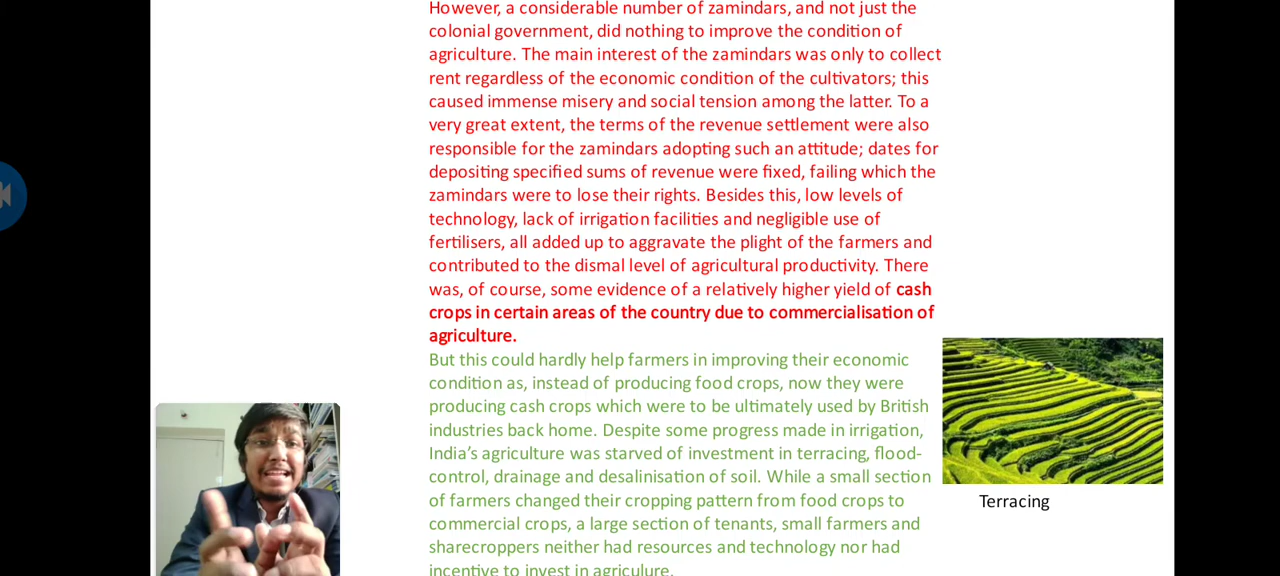 However, a considerable number of zamindars, and not just the
colonial government, did nothing to improve the condition of
agriculture. The main interest of the zamindars was only to collect
rent regardless of the economic condition of the cultivators; this
caused immense misery and social tension among the latter. To a
very great extent, the terms of the revenue settlement were also
responsible for the zamindars adopting such an attitude; dates for
depositing specified sums of revenue were fixed, failing which the
zamindars were to lose their rights. Besides this, low levels of
technology, lack of irrigation facilities and negligible use of
fertilisers, all added up to aggravate the plight of the farmers and
contributed to the dismal level of agricultural productivity. There
was, of course, some evidence of a relatively higher yield of cash
crops in certain areas of the country due to commercialisation of
agriculture.
But this could hardly help farmers in improving their economic
condition as, instead of producing food crops, now they were
producing cash crops which were to be ultimately used by British
industries back home. Despite some progress made in irrigation,
India's agriculture was starved of investment in terracing, flood-
control, drainage and desalinisation of soil. While a small section
of farmers changed their cropping pattern from food crops to
commercial crops, a large section of tenants, small farmers and
sharecroppers neither had resources and technology nor had
incentive to invest in agriculure.
Terracing